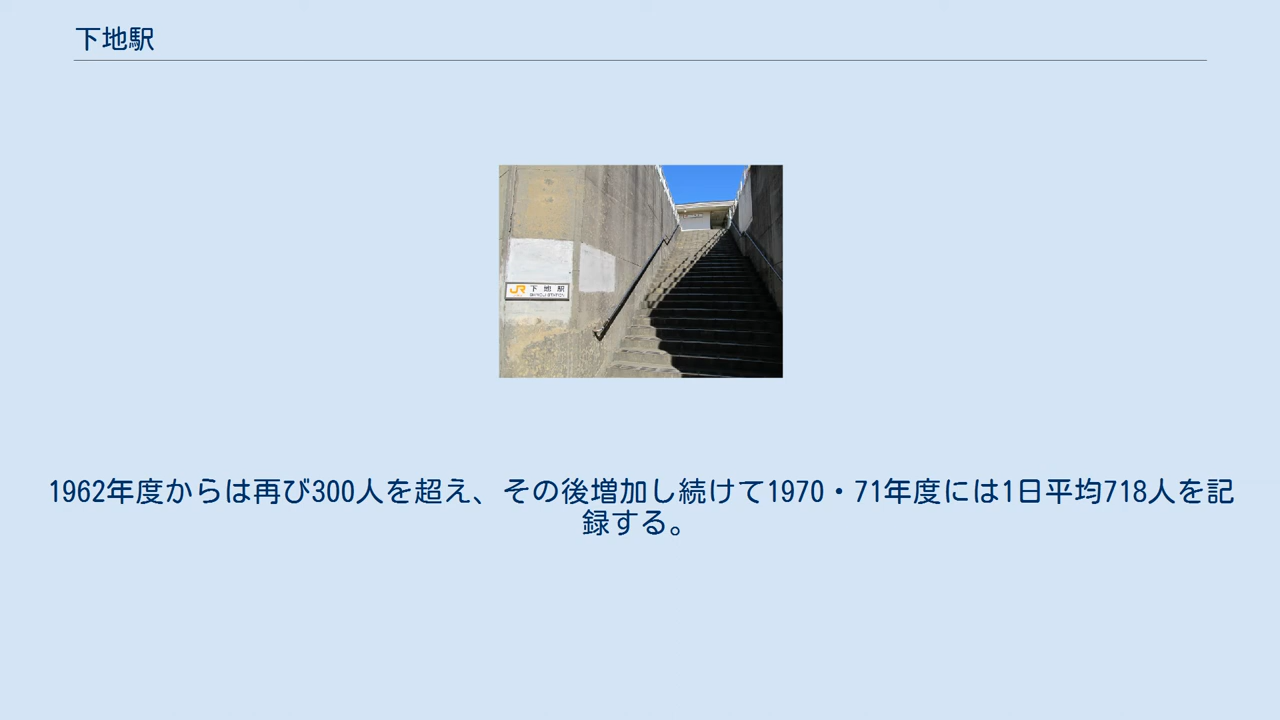 下地駅
JR 下地駅
1962年度からは再び300人を超え、その後増加し続けて1970・71年度には1日平均718人を記
録する。